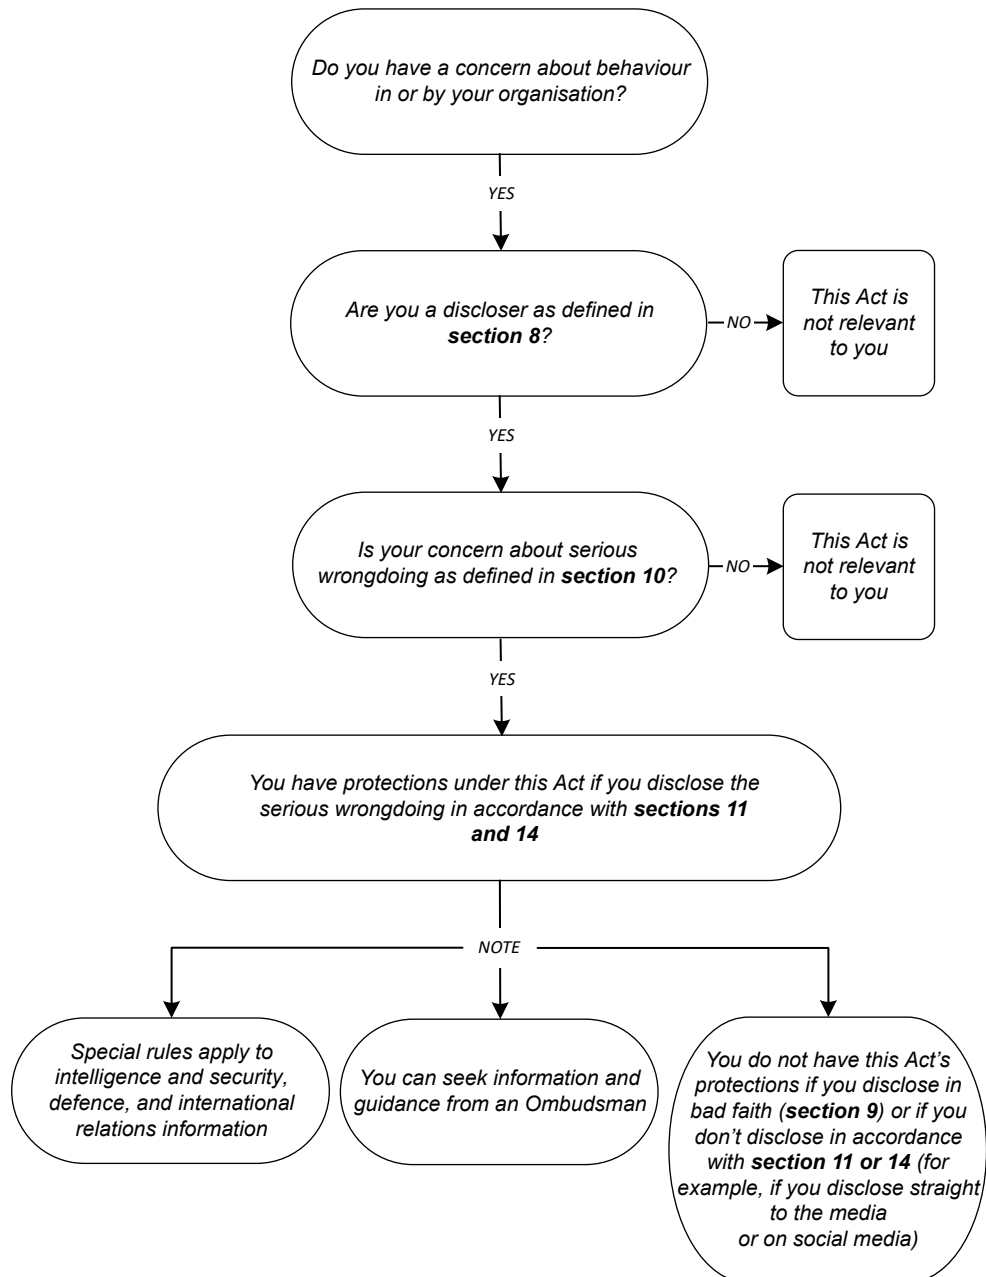 Do you have a concern about behaviour
in or by your organisation?
YES
Are you a discloser as defined in
section 8?
NO
This Act is
not relevant
to you
YES
Is your concern about serious
wrongdoing as defined in section 10?
NO
This Act is
not relevant
to you
YES
You have protections under this Act if you disclose the
serious wrongdoing in accordance with sections 11
and 14
NOTE
Special rules apply to
intelligence and security,
defence, and international
relations information
You can seek information and
guidance from an Ombudsman
You do not have this Act's
protections if you disclose in
bad faith (section 9) or if you
don't disclose in accordance
with section 11 or 14 (for
example, if you disclose straight
to the media
or on social media)